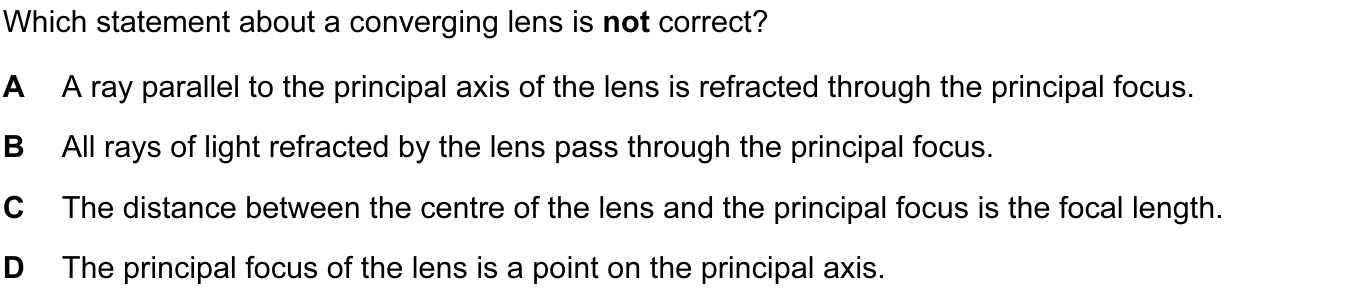 Which statement about a converging lens is not correct?
A A ray parallel to the principal axis of the lens is refracted through the principal focus.
B All rays of light refracted by the lens pass through the principal focus.
C The distance between the centre of the lens and the principal focus is the focal length.
D The principal focus of the lens is a point on the principal axis.